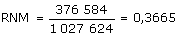 RNM = 376 584 / 1 027 624 = 0,3665